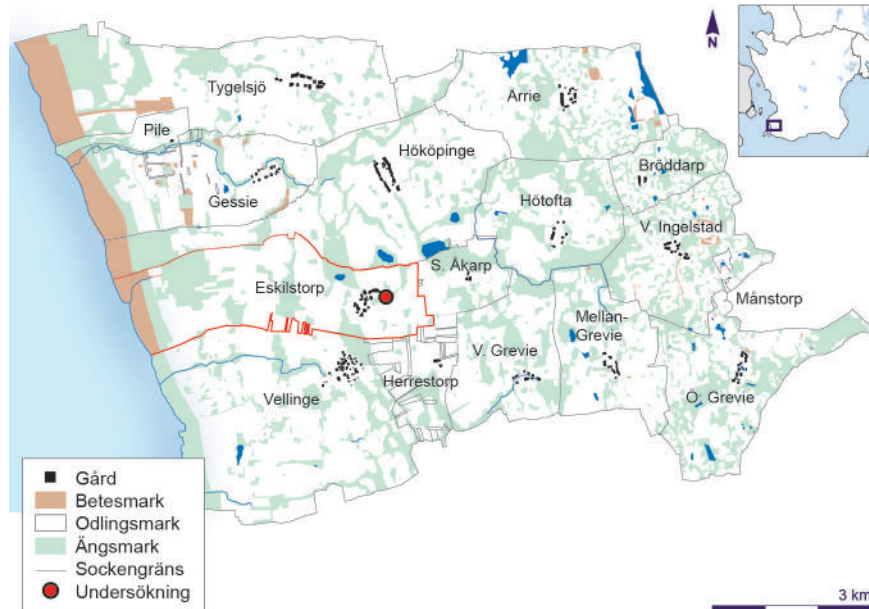 N
Tygelsjö
Arrie
Pile
Hököpinge
Bröddarp
Gessie
Hötofta
V. Ingelstad
S. Åkarp
Eskilstorp
Månstorp
Mellan-
Grevie
V. Grevie
Herrestorp
Vellinge
Ö. Grevie
Gård
Betesmark
Odlingsmark
Ängsmark
Sockengräns
Undersökning
3 km